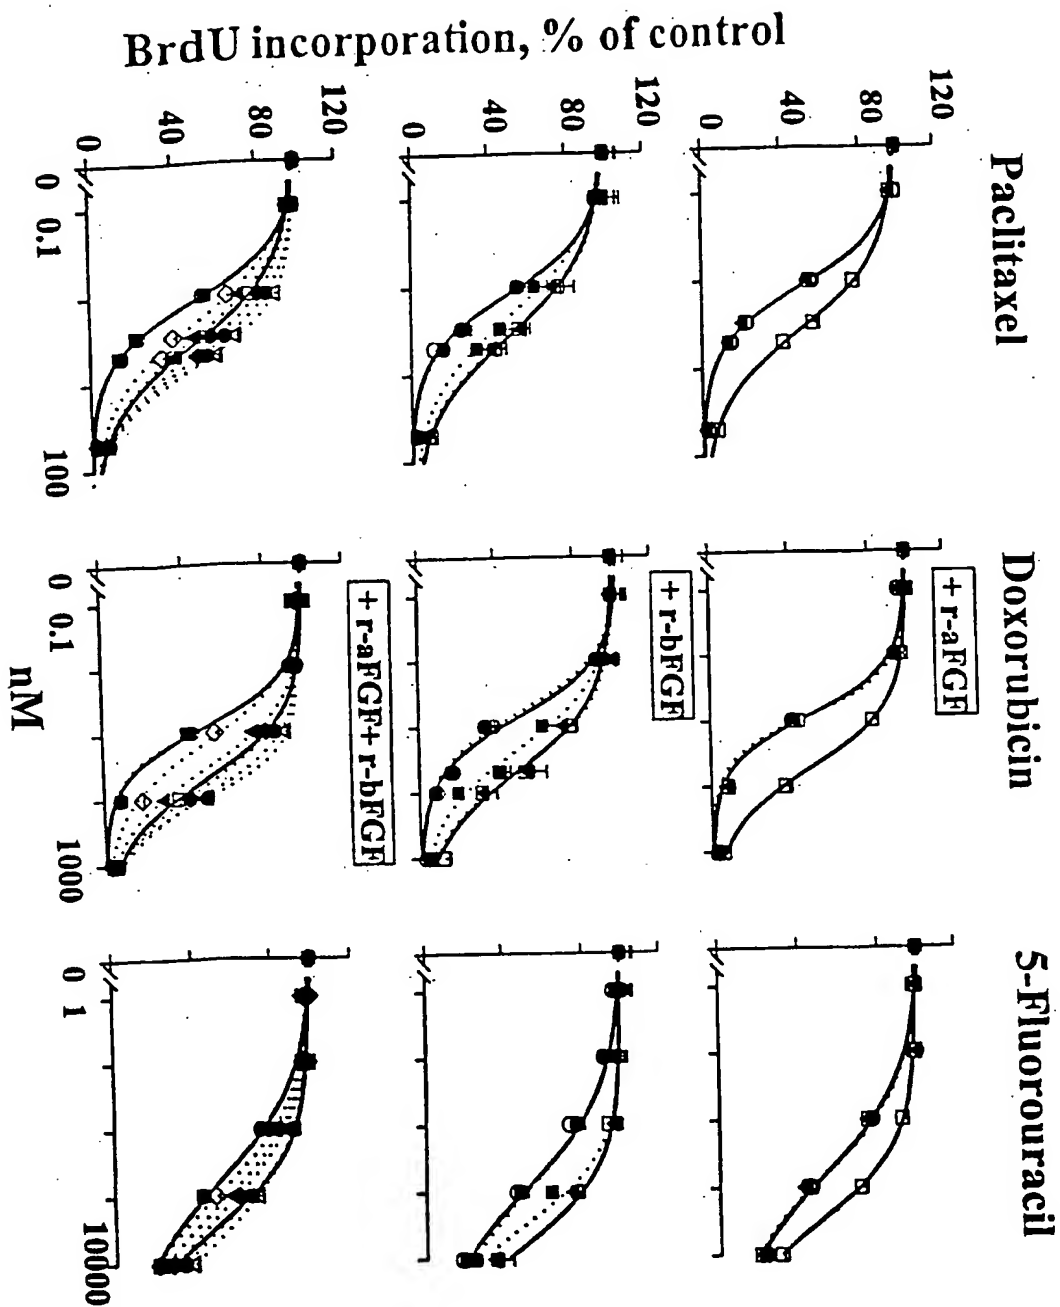 Paclitaxel
Doxorubicin
5-Fluorouracil
BrdU incorporation, % of control
120
80
40
0
+ r-aFGF
120
80
40
0
+ r-bFGF
120
80
40
0
+ r-aFGF+ r-bFGF
0 0.1 100
0 0.1 1000
0 1 10000
nM